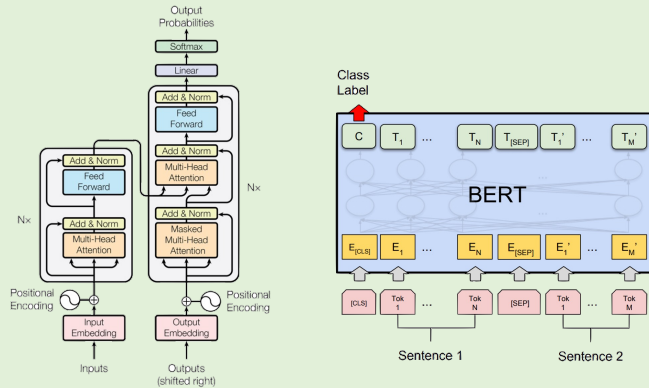 Output
Probabilities
Softmax
Linear
Add & Norm
Feed
Forward
Add & Norm
Multi-Head
Attention
Add & Norm
Masked
Multi-Head
Attention
N×
Positional
Encoding
Output
Embedding
Outputs
(shifted right)
Add & Norm
Feed
Forward
Add & Norm
Multi-Head
Attention
N×
Positional
Encoding
Input
Embedding
Inputs
Class
Label
C T1 ... TN T[SEP] T1' ... TM'
BERT
E[CLS] E1 ... EN E[SEP] E1' ... EM'
[CLS] Tok 1 ... Tok N [SEP] Tok 1 ... Tok M
Sentence 1 Sentence 2